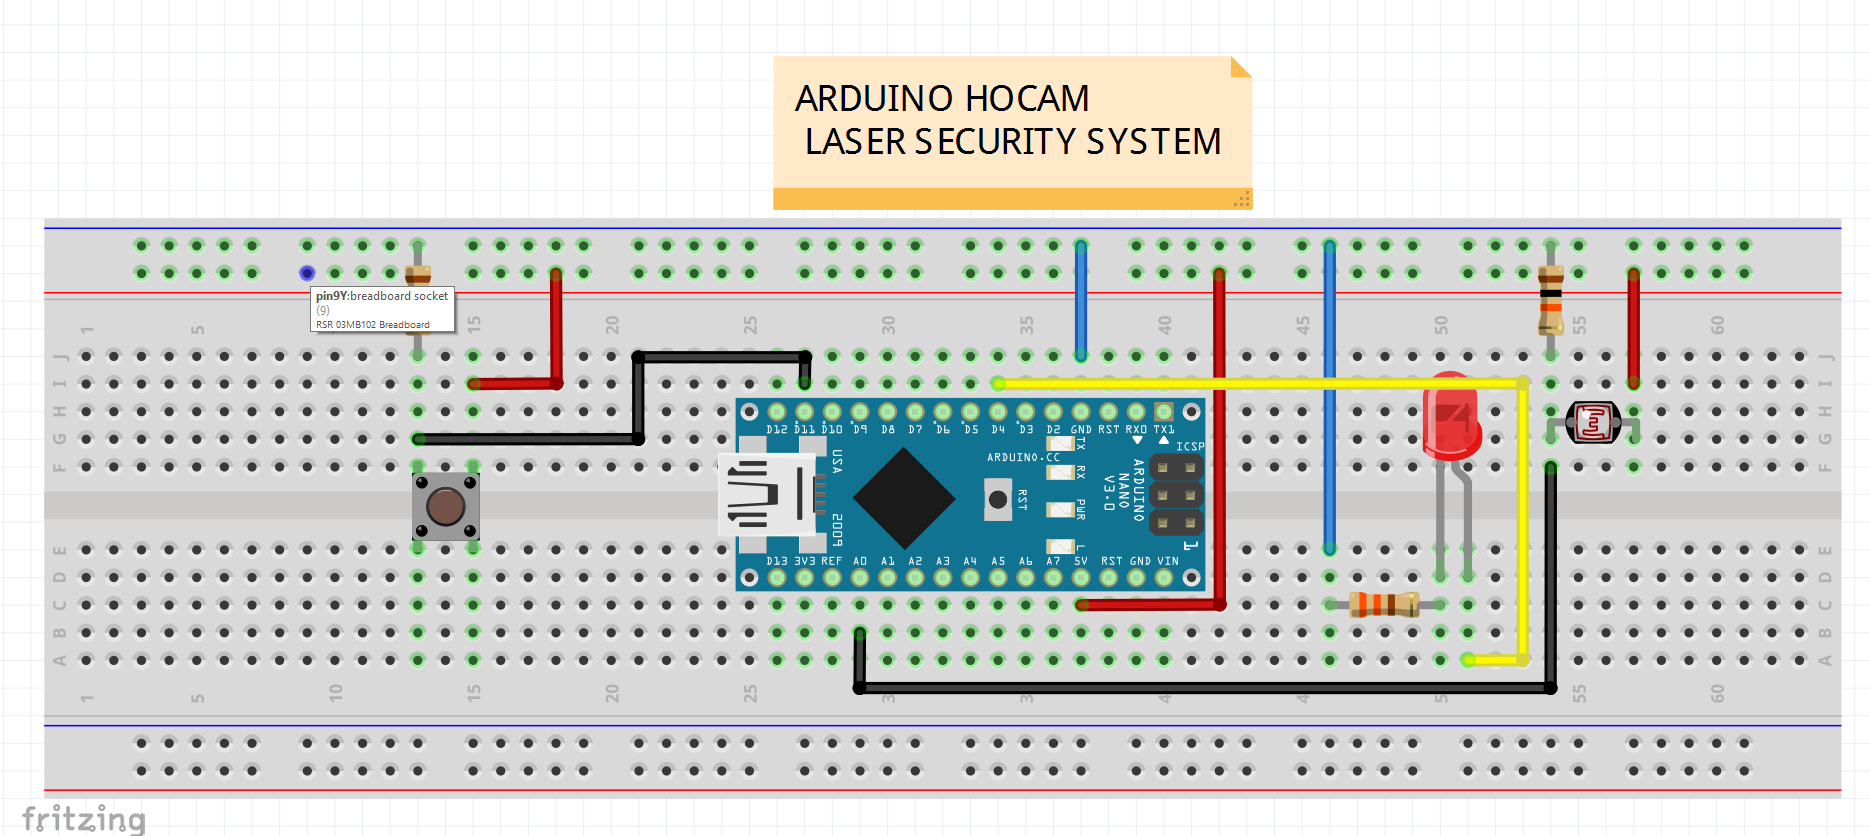 ARDUINO HOCAM
LASER SECURITY SYSTEM
pin9Y:breadboard socket
(9)
RSR 03MB102 Breadboard
1 5 15 20 25 30 35 40 45 50 55 60
J J
I I
H H
G G
F F
D12 D11 D10 D9 D8 D7 D6 D5 D4 D3 D2 GND RST RX0 TX1
TX
RX
PWR
L
ICSP
USA
ARDUINO.CC
RST
ARDUINO
NANO
V3.0
2009
1
D13 3V3 REF A0 A1 A2 A3 A4 A5 A6 A7 5V RST GND VIN
E E
D D
C C
B B
A A
1 5 10 15 20 25 3 35 4 45 5 55 60
fritzing